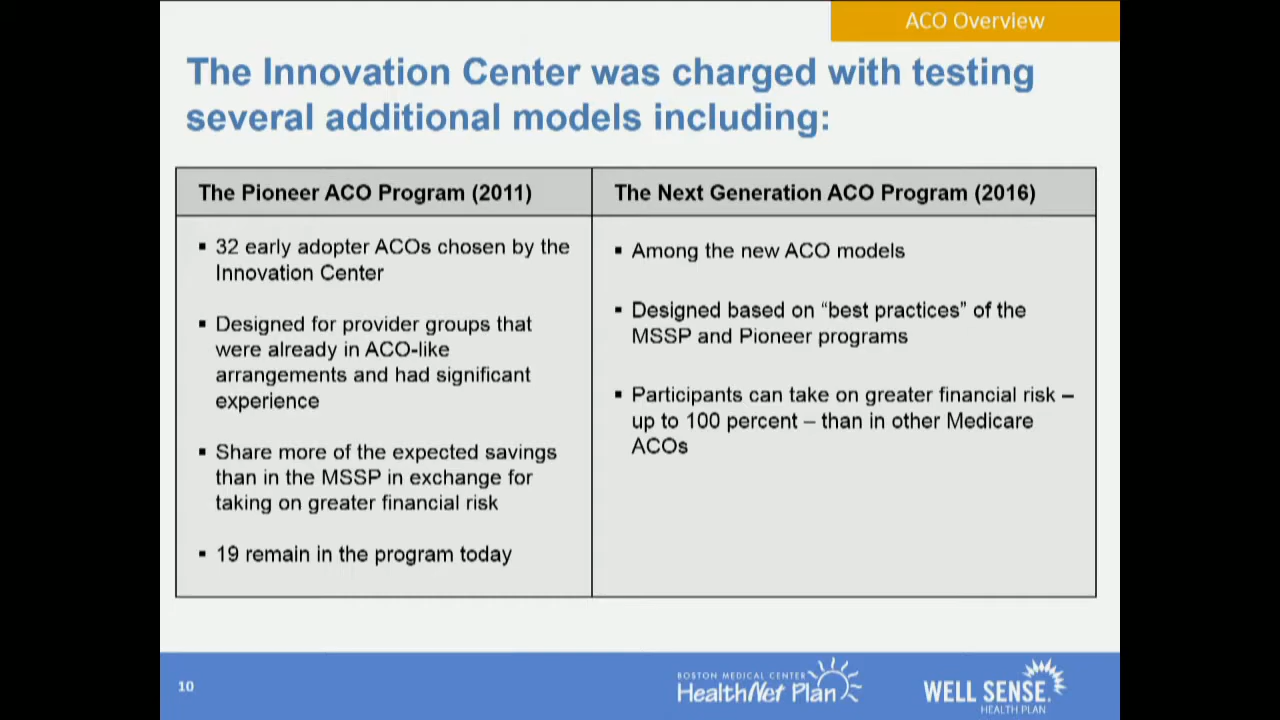 ACO Overview
The Innovation Center was charged with testing
several additional models including:
The Pioneer ACO Program (2011)
▪ 32 early adopter ACOs chosen by the
Innovation Center
▪ Designed for provider groups that
were already in ACO-like
arrangements and had significant
experience
▪ Share more of the expected savings
than in the MSSP in exchange for
taking on greater financial risk
▪ 19 remain in the program today
The Next Generation ACO Program (2016)
▪ Among the new ACO models
▪ Designed based on “best practices” of the
MSSP and Pioneer programs
▪ Participants can take on greater financial risk –
up to 100 percent – than in other Medicare
ACOs
10
BOSTON MEDICAL CENTER
HealthNet Plan
WELL SENSE
HEALTH PLAN